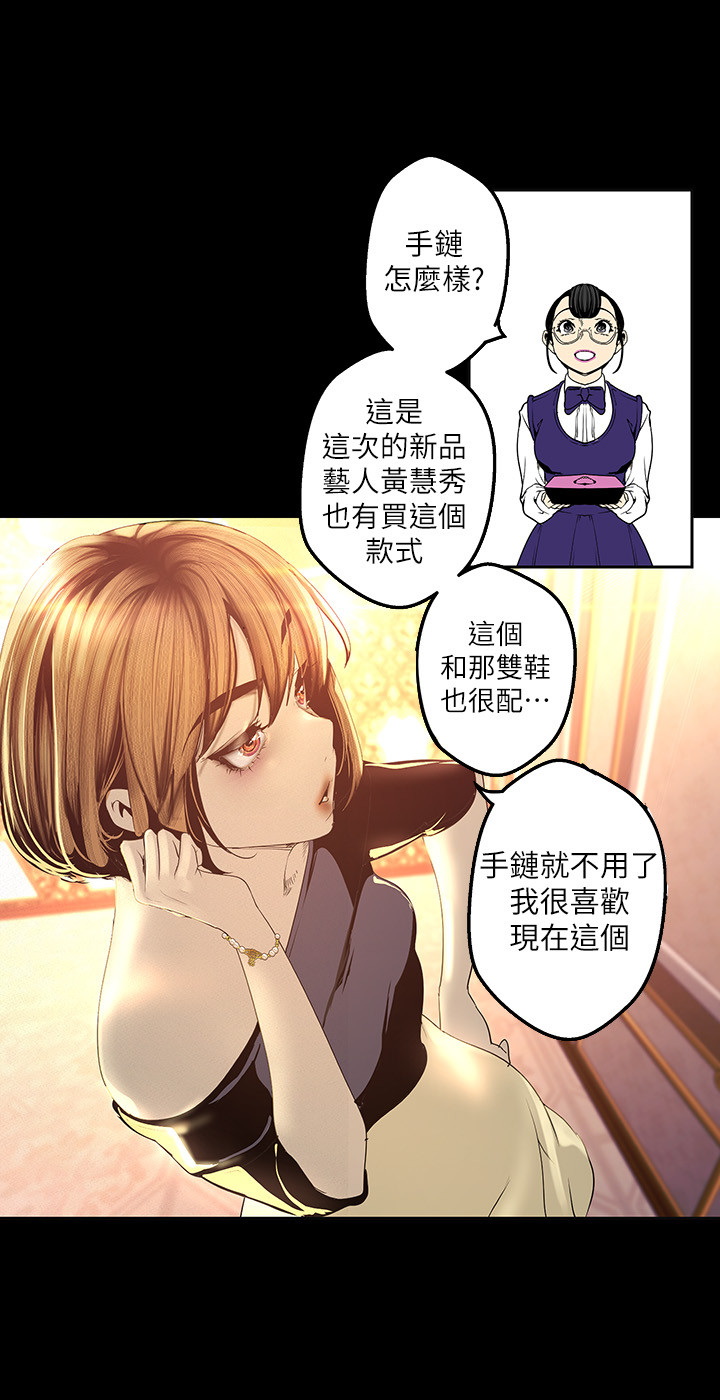 手鏈
怎麼樣?
這是
這次的新品
藝人黃慧秀
也有買這個
款式
這個
和那雙鞋
也很配…
手鏈就不用了
我很喜歡
現在這個